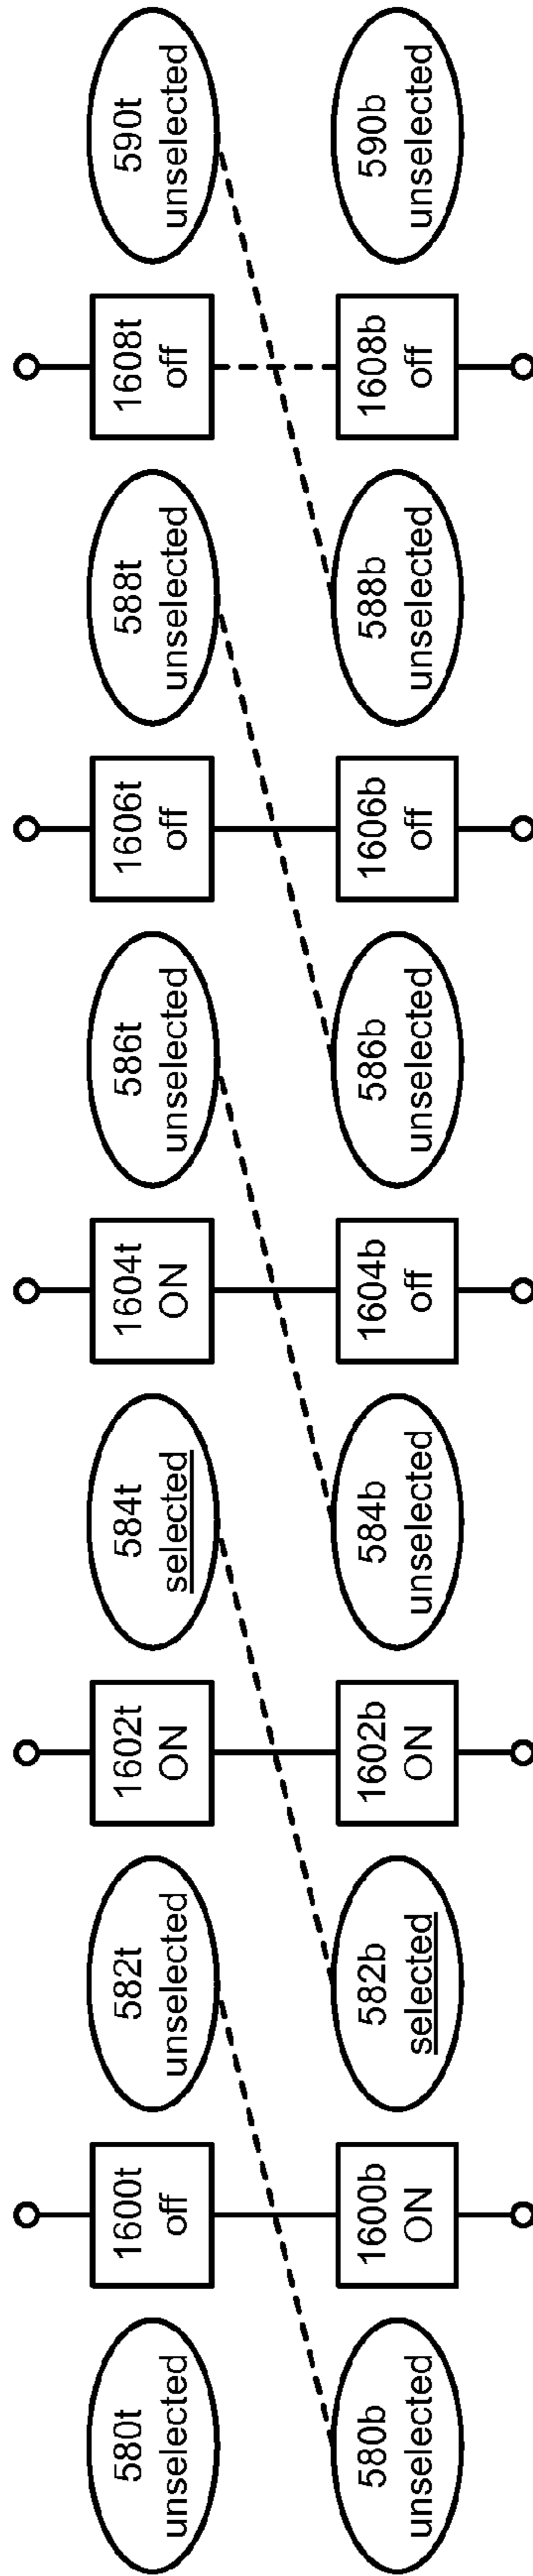 580t
unselected
1600t
off
582t
unselected
1602t
ON
584t
selected
1604t
ON
586t
unselected
1606t
off
588t
unselected
1608t
off
590t
unselected
580b
unselected
1600b
ON
582b
selected
1602b
ON
584b
unselected
1604b
off
586b
unselected
1606b
off
588b
unselected
1608b
off
590b
unselected